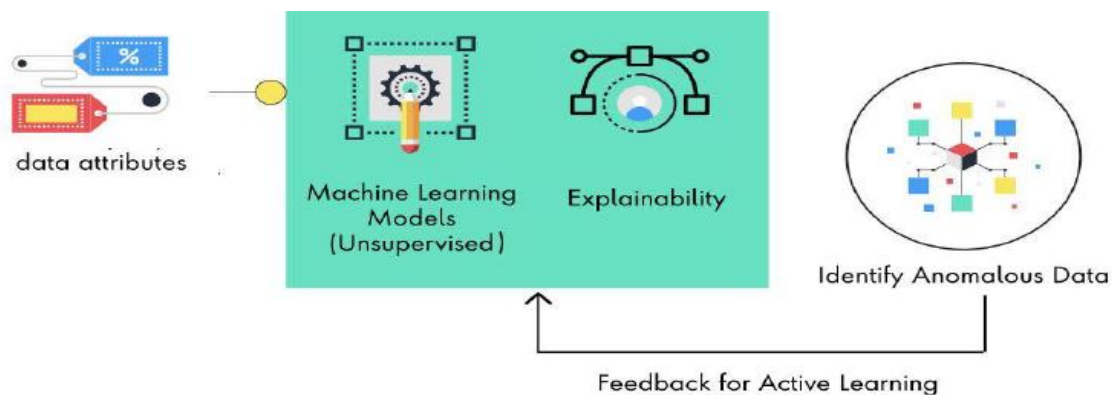 %
data attributes
Machine Learning
Models
(Unsupervised)
Explainability
Identify Anomalous Data
Feedback for Active Learning